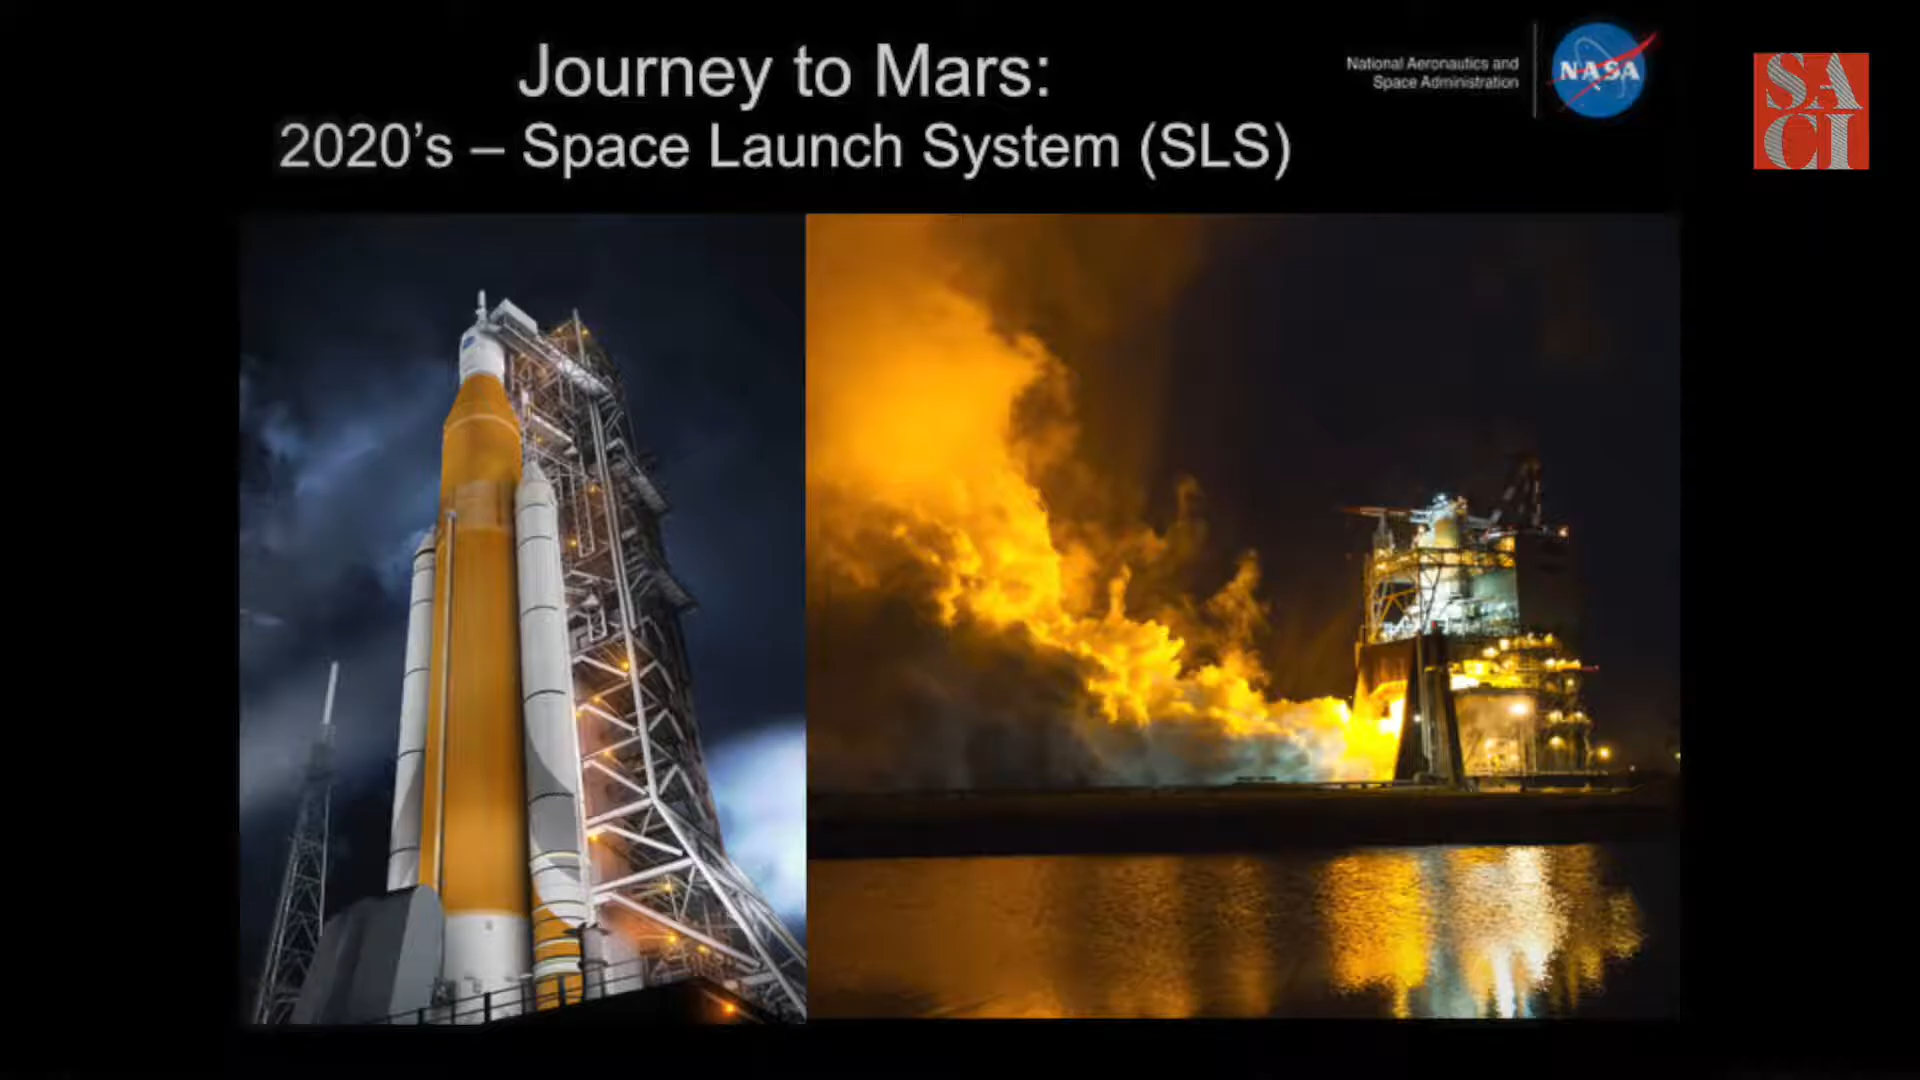 Journey to Mars:
2020’s – Space Launch System (SLS)
National Aeronautics and
Space Administration
NASA
SA
CI